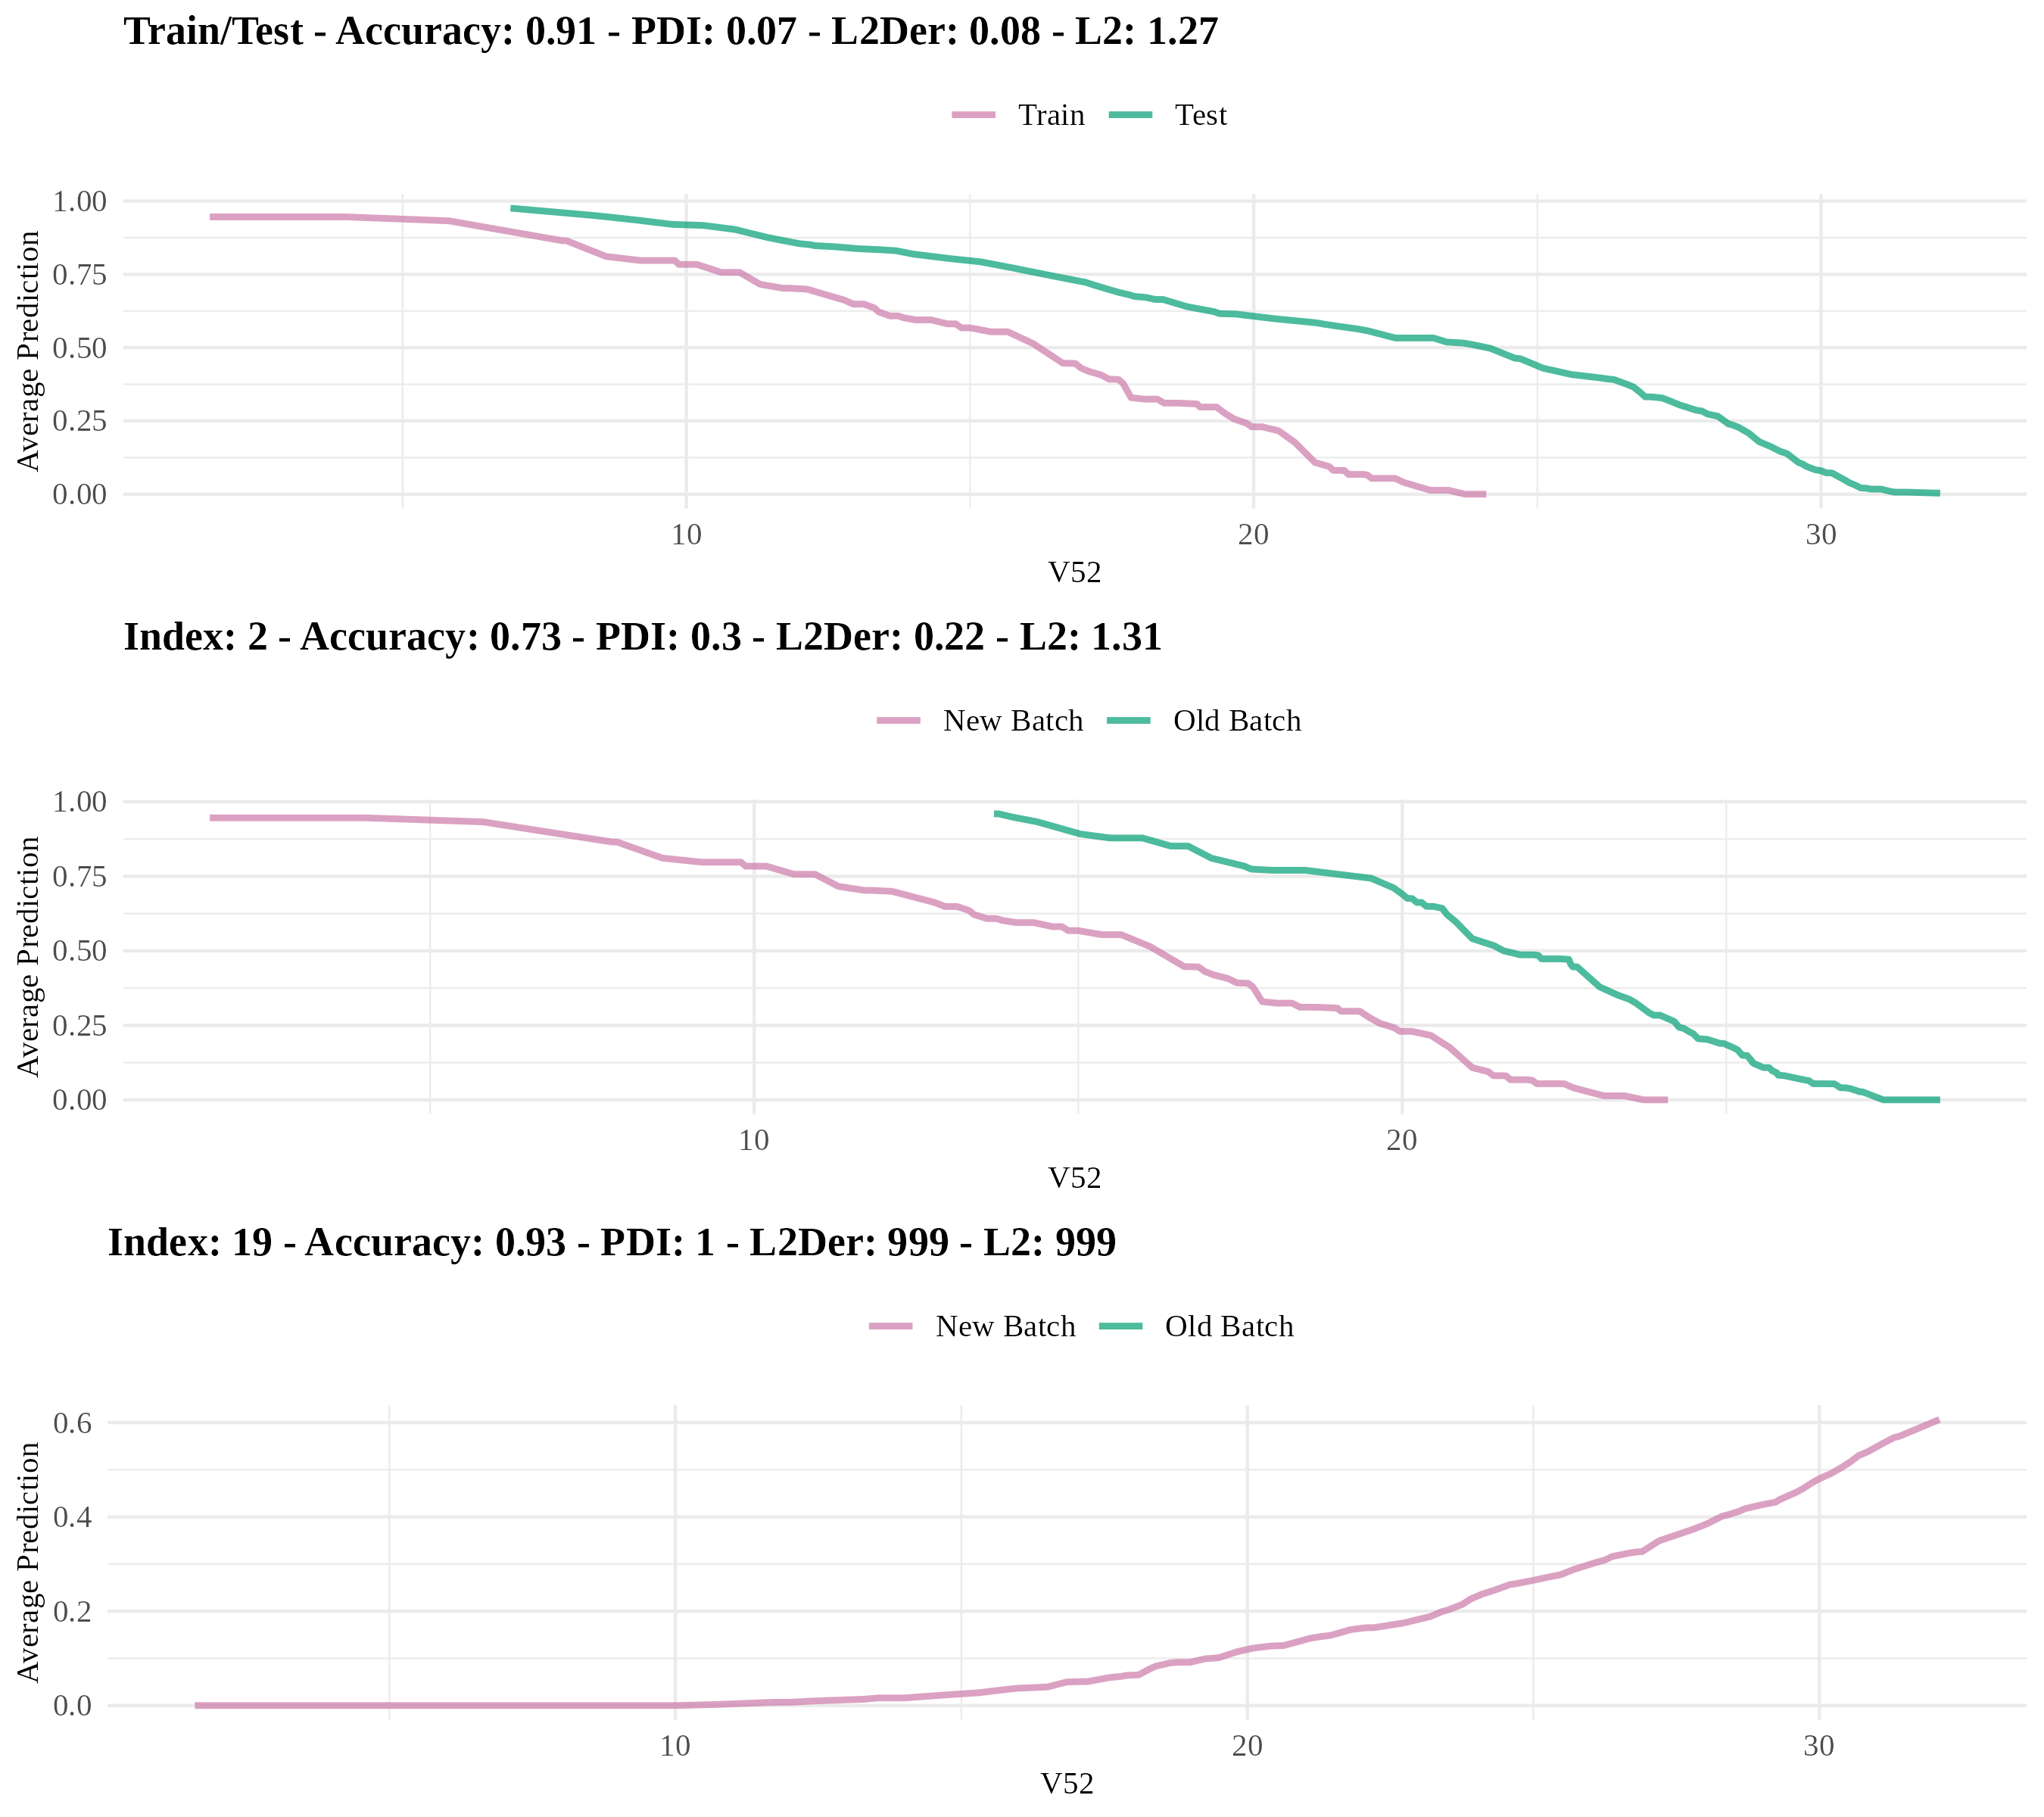 Train/Test - Accuracy: 0.91 - PDI: 0.07 - L2Der: 0.08 - L2: 1.27
Train Test
Average Prediction
1.00
0.75
0.50
0.25
0.00
10 20 30
V52
Index: 2 - Accuracy: 0.73 - PDI: 0.3 - L2Der: 0.22 - L2: 1.31
New Batch Old Batch
Average Prediction
1.00
0.75
0.50
0.25
0.00
10 20
V52
Index: 19 - Accuracy: 0.93 - PDI: 1 - L2Der: 999 - L2: 999
New Batch Old Batch
Average Prediction
0.6
0.4
0.2
0.0
10 20 30
V52